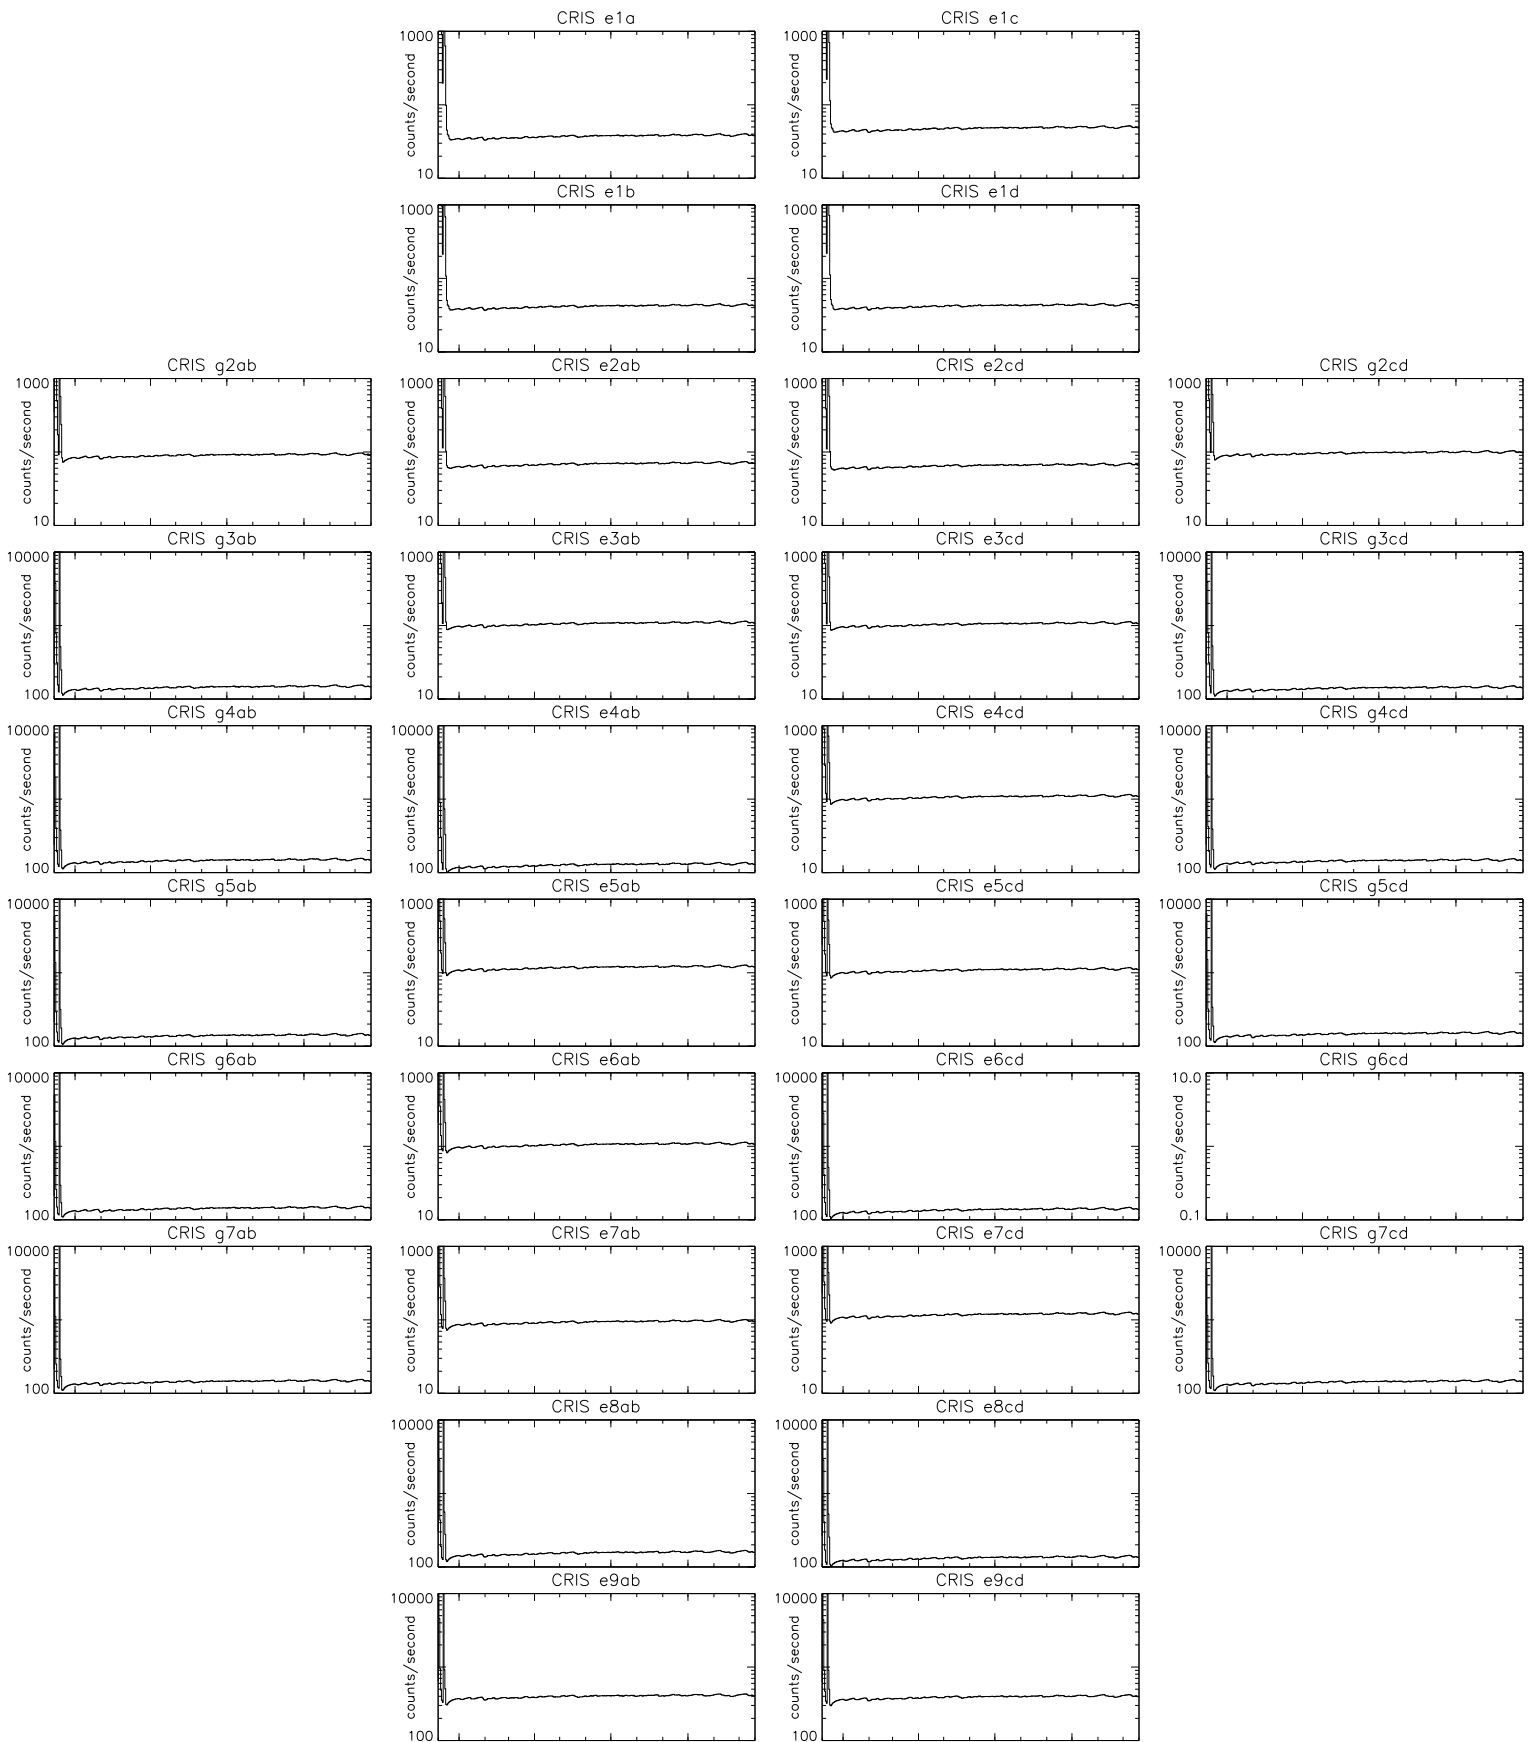 CRIS e1a
CRIS e1c
1000
counts/second
10
1000
counts/second
10
CRIS e1b
CRIS e1d
1000
counts/second
10
1000
counts/second
10
CRIS g2ab
CRIS e2ab
CRIS e2cd
CRIS g2cd
1000
counts/second
10
1000
counts/second
10
1000
counts/second
10
1000
counts/second
10
CRIS g3ab
CRIS e3ab
CRIS e3cd
CRIS g3cd
10000
counts/second
100
1000
counts/second
10
1000
counts/second
10
10000
counts/second
100
CRIS g4ab
CRIS e4ab
CRIS e4cd
CRIS g4cd
10000
counts/second
100
10000
counts/second
100
1000
counts/second
10
10000
counts/second
100
CRIS g5ab
CRIS e5ab
CRIS e5cd
CRIS g5cd
10000
counts/second
100
1000
counts/second
10
1000
counts/second
10
10000
counts/second
100
CRIS g6ab
CRIS e6ab
CRIS e6cd
CRIS g6cd
10000
counts/second
100
1000
counts/second
10
10000
counts/second
100
10.0
counts/second
0.1
CRIS g7ab
CRIS e7ab
CRIS e7cd
CRIS g7cd
10000
counts/second
100
1000
counts/second
10
1000
counts/second
10
10000
counts/second
100
CRIS e8ab
CRIS e8cd
10000
counts/second
100
10000
counts/second
100
CRIS e9ab
CRIS e9cd
10000
counts/second
100
10000
counts/second
100